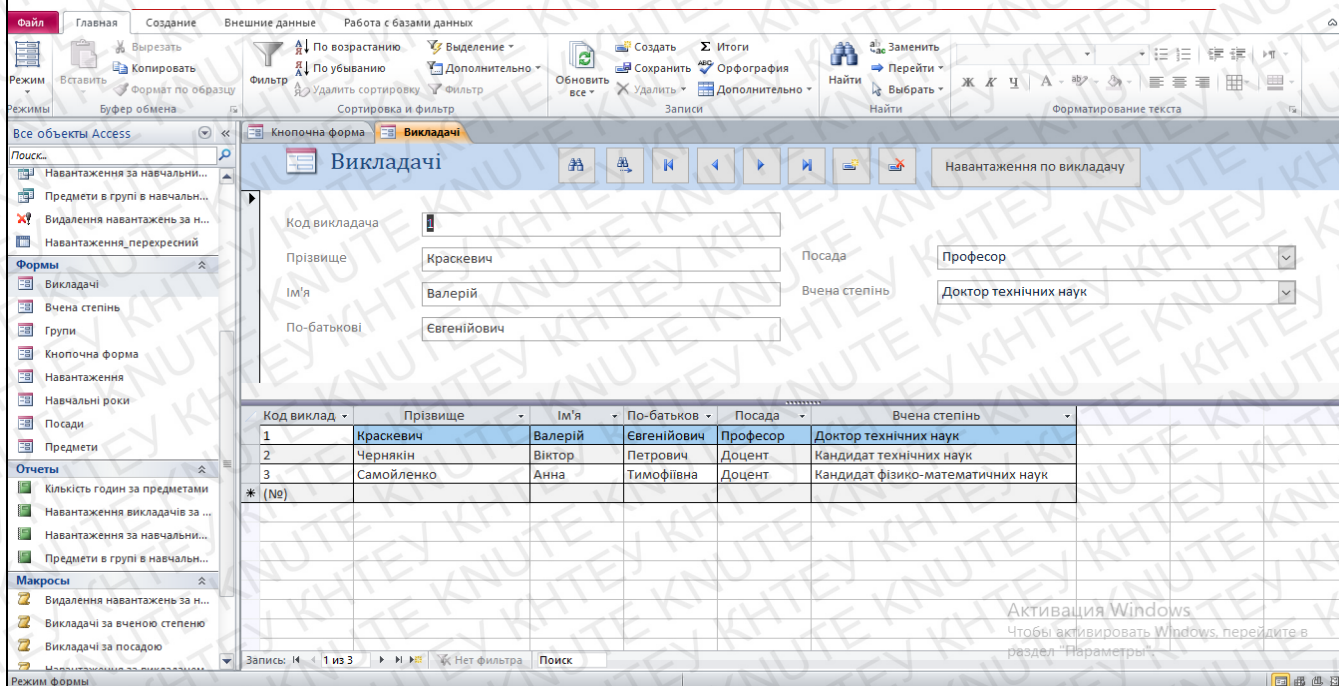 Файл Главная Создание Внешние данные Работа с базами данных
Вырезать По возрастанию Выделение Создать Σ Итоги Заменить
Копировать По убыванию Дополнительно Сохранить Орфография Перейти
Режим Вставить Формат по образцу Фильтр Удалить сортировку Фильтр Обновить все Удалить Дополнительно Найти Выбрать Ж К Ч А
Режимы Буфер обмена Сортировка и фильтр Записи Найти Форматирование текста
Все объекты Access Кнопочна форма Викладачі
Поиск...
Викладачі Навантаження по викладачу
Навантаження за навчальни...
Предмети в групі в навчальн...
Видалення навантажень за н...
Навантаження_перехресний
Формы
Викладачі
Вчена степінь
Групи
Кнопочна форма
Навантаження
Навчальні роки
Посади
Предмети
Отчеты
Кількість годин за предметами
Навантаження викладачів за ...
Навантаження за навчальни...
Предмети в групі в навчальн...
Макросы
Видалення навантажень за н...
Викладачі за вченою степеню
Викладачі за посадою
Код викладача 1
Прізвище Краскевич Посада Професор
Ім'я Валерій Вчена степінь Доктор технічних наук
По-батькові Євгенійович
Код виклад Прізвище Ім'я По-батьков Посада Вчена степінь
1 Краскевич Валерій Євгенійович Професор Доктор технічних наук
2 Чернякін Віктор Петрович Доцент Кандидат технічних наук
3 Самойленко Анна Тимофіївна Доцент Кандидат фізико-математичних наук
* (№)
Активация Windows
Чтобы активировать Windows, перейдите в
раздел "Параметры".
Запись: 1 из 3 Нет фильтра Поиск
Режим формы